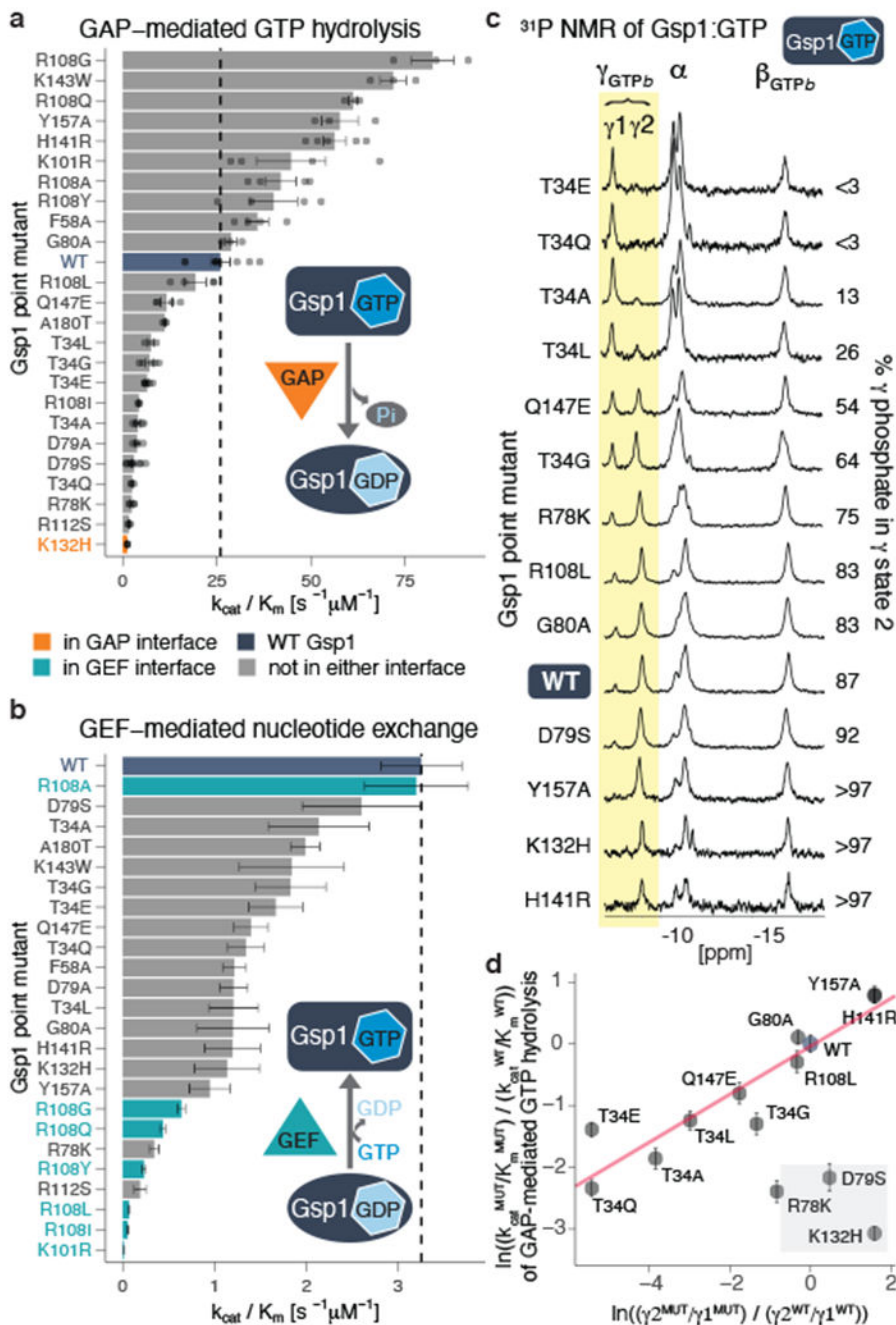 a
GAP-mediated GTP hydrolysis
Gsp1 point mutant
R108G
K143W
R108Q
Y157A
H141R
K101R
R108A
R108Y
F58A
G80A
WT
R108L
Q147E
A180T
T34L
T34G
T34E
R108I
T34A
D79A
D79S
T34Q
R78K
R112S
K132H
Gsp1 GTP
GAP
Pi
Gsp1 GDP
0 25 50 75
kcat / Km [s⁻¹μM⁻¹]
in GAP interface
WT Gsp1
in GEF interface
not in either interface
b
GEF-mediated nucleotide exchange
Gsp1 point mutant
WT
R108A
D79S
T34A
A180T
K143W
T34G
T34E
Q147E
T34Q
F58A
D79A
T34L
G80A
H141R
K132H
Y157A
R108G
R108Q
R78K
R108Y
R112S
R108L
R108I
K101R
Gsp1 GTP
GEF
GDP
GTP
Gsp1 GDP
0 1 2 3
kcat / Km [s⁻¹μM⁻¹]
c
³¹P NMR of Gsp1:GTP
Gsp1 GTP
γGTPb α βGTPb
γ1 γ2
Gsp1 point mutant
T34E <3
T34Q <3
T34A 13
T34L 26
Q147E 54
T34G 64
R78K 75
R108L 83
G80A 83
WT 87
D79S 92
Y157A >97
K132H >97
H141R >97
% γ phosphate in γ state 2
-10 -15
[ppm]
d
ln((kcatMUT/KmMUT) / (kcatWT/KmWT))
of GAP-mediated GTP hydrolysis
1
0
-1
-2
-3
Y157A
H141R
G80A
WT
R108L
Q147E
T34G
T34E
T34L
T34A
T34Q
D79S
R78K
K132H
−4 −2 0 2
ln((γ2MUT/γ1MUT) / (γ2WT/γ1WT))